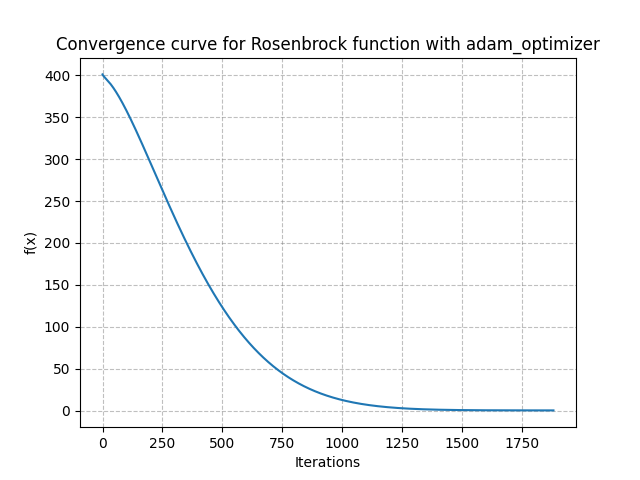 Convergence curve for Rosenbrock function with adam_optimizer
400
350
300
250
200
150
100
50
0
f(x)
0 250 500 750 1000 1250 1500 1750
Iterations